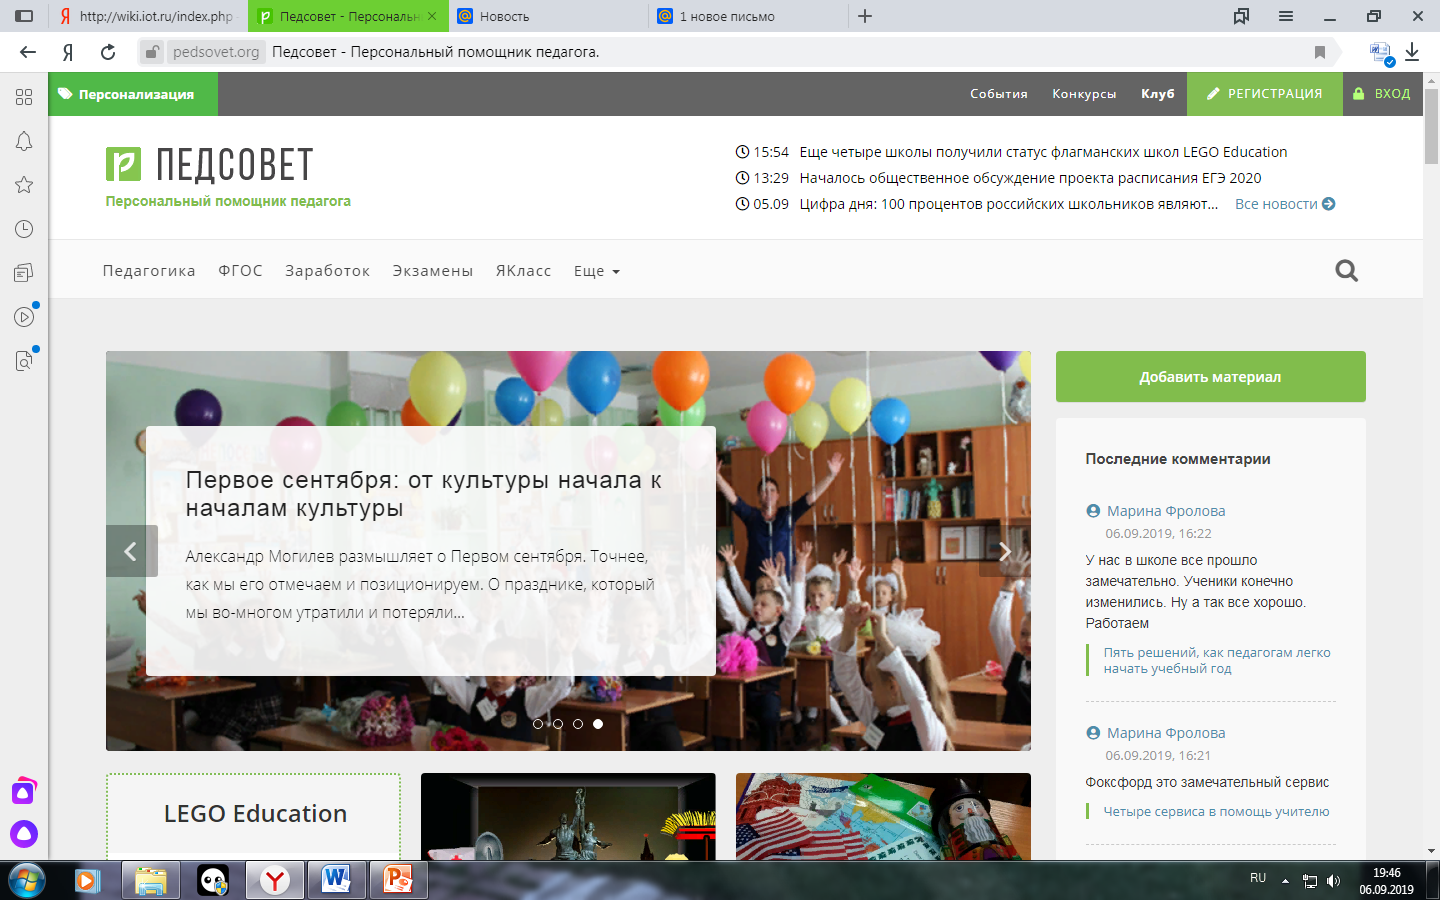 http://wiki.iot.ru/index.php
Педсовет - Персональн
Новость
1 новое письмо
pedsovet.org Педсовет - Персональный помощник педагога.
Персонализация
События Конкурсы Клуб РЕГИСТРАЦИЯ ВХОД
ПЕДСОВЕТ
Персональный помощник педагога
15:54 Еще четыре школы получили статус флагманских школ LEGO Education
13:29 Началось общественное обсуждение проекта расписания ЕГЭ 2020
05.09 Цифра дня: 100 процентов российских школьников являют... Все новости
Педагогика ФГОС Заработок Экзамены ЯКласс Еще
Первое сентября: от культуры начала к
началам культуры
Александр Могилев размышляет о Первом сентября. Точнее,
как мы его отмечаем и позиционируем. О празднике, который
мы во-многом утратили и потеряли...
LEGO Education
Добавить материал
Последние комментарии
Марина Фролова
06.09.2019, 16:22
У нас в школе все прошло
замечательно. Ученики конечно
изменились. Ну а так все хорошо.
Работаем
Пять решений, как педагогам легко
начать учебный год
Марина Фролова
06.09.2019, 16:21
Фоксфорд это замечательный сервис
Четыре сервиса в помощь учителю
RU
19:46
06.09.2019